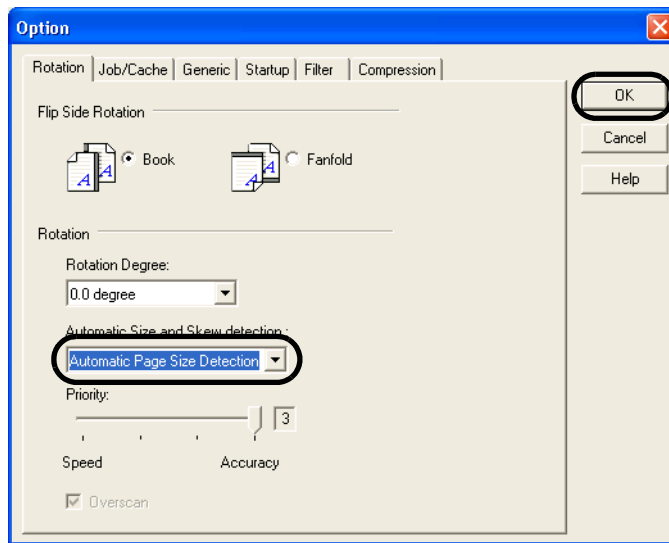 Option
Rotation Job/Cache Generic Startup Filter Compression
OK
Cancel
Help
Flip Side Rotation
A A Book A A Fanfold
Rotation
Rotation Degree:
0.0 degree
Automatic Size and Skew detection :
Automatic Page Size Detection
Priority:
3
Speed Accuracy
Overscan